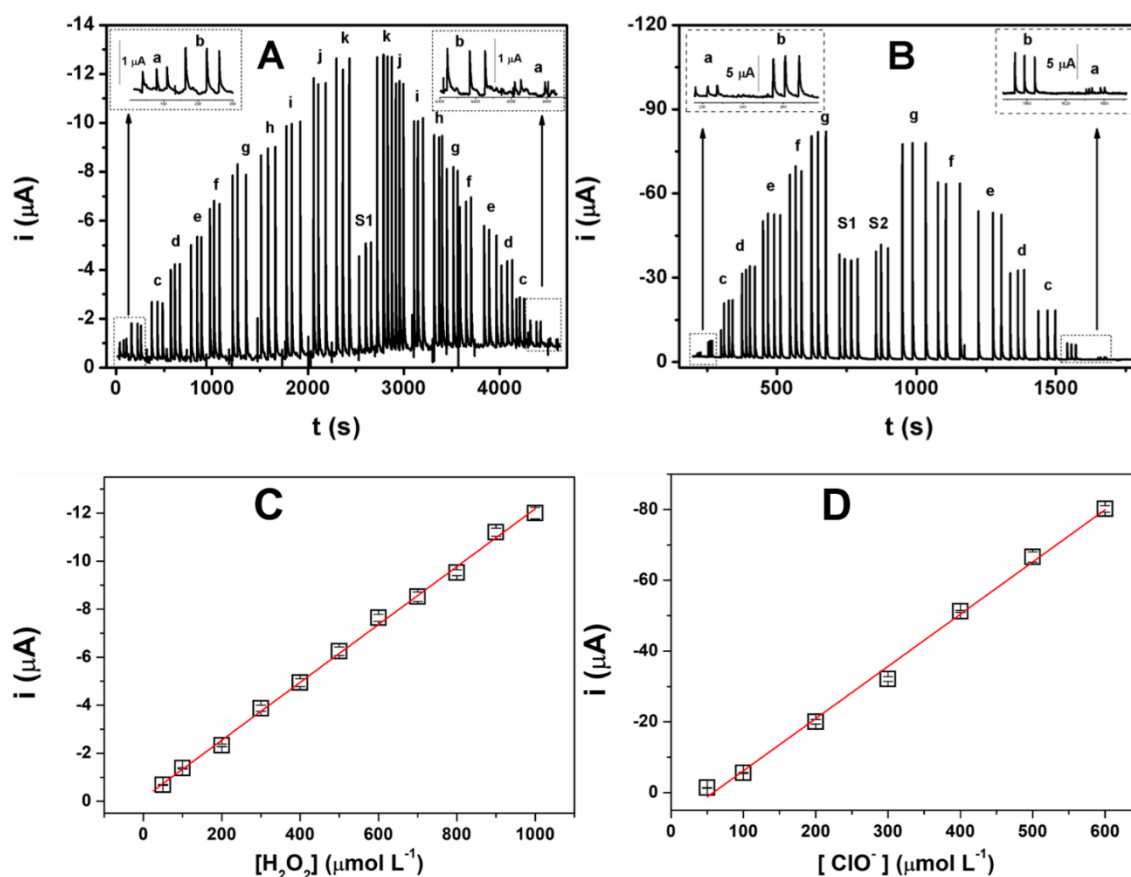 A
-14
-12
-10
-8
-6
-4
-2
0
i (μA)
0 1000 2000 3000 4000
t (s)
1 μA
a
b
b
1 μA
a
c
d
e
f
g
h
i
j
k
S1
k
j
i
h
g
f
e
d
c
B
-120
-90
-60
-30
0
i (μA)
500 1000 1500
t (s)
a
5 μA
b
b
5 μA
a
c
d
e
f
g
S1
S2
g
f
e
d
c
C
-12
-10
-8
-6
-4
-2
0
i (μA)
0 200 400 600 800 1000
[H₂O₂] (μmol L⁻¹)
D
-80
-60
-40
-20
0
i (μA)
0 100 200 300 400 500 600
[ ClO⁻ ] (μmol L⁻¹)